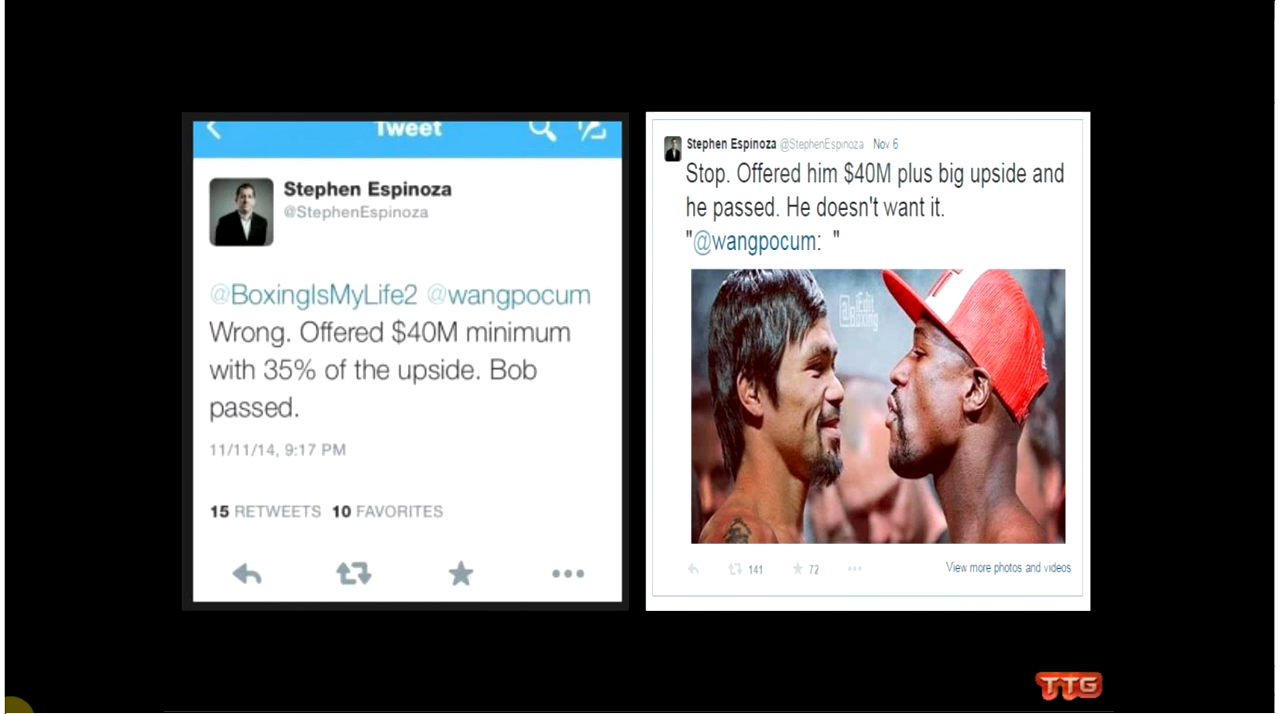 Tweet
Stephen Espinoza
@StephenEspinoza
@BoxingIsMyLife2 @wangpocum
Wrong. Offered $40M minimum
with 35% of the upside. Bob
passed.
11/11/14, 9:17 PM
15 RETWEETS 10 FAVORITES
Stephen Espinoza @StephenEspinoza Nov 6
Stop. Offered him $40M plus big upside and
he passed. He doesn't want it.
"@wangpocum: "
141 72
View more photos and videos
TTG